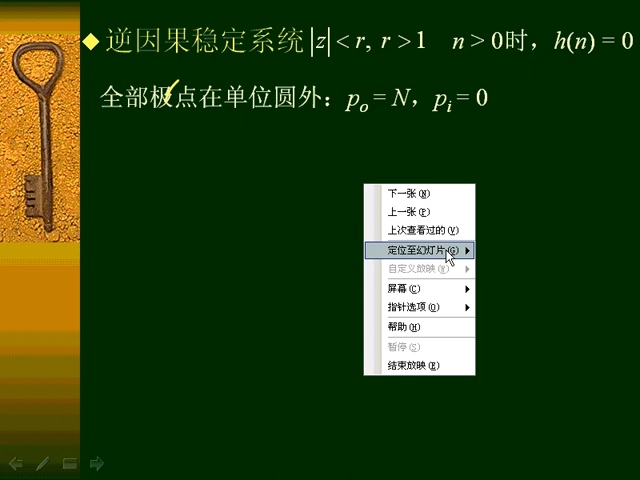 逆因果稳定系统 |z| < r, r > 1 n > 0时，h(n) = 0
全部极点在单位圆外：pₒ = N，pᵢ = 0
下一张(N)
上一张(P)
上次查看过的(V)
定位至幻灯片(G)
自定义放映(W)
屏幕(C)
指针选项(O)
帮助(H)
暂停(S)
结束放映(E)